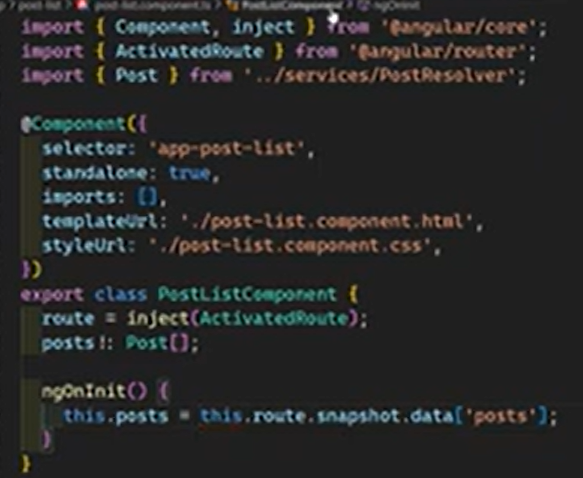 post-list > post-list.component.ts > PostListComponent > ngOnInit
import { Component, inject } from '@angular/core';
import { ActivatedRoute } from '@angular/router';
import { Post } from '../services/PostResolver';
@Component({
selector: 'app-post-list',
standalone: true,
imports: [],
templateUrl: './post-list.component.html',
styleUrl: './post-list.component.css',
})
export class PostListComponent {
route = inject(ActivatedRoute);
posts!: Post[];
ngOnInit() {
this.posts = this.route.snapshot.data['posts'];
}
}